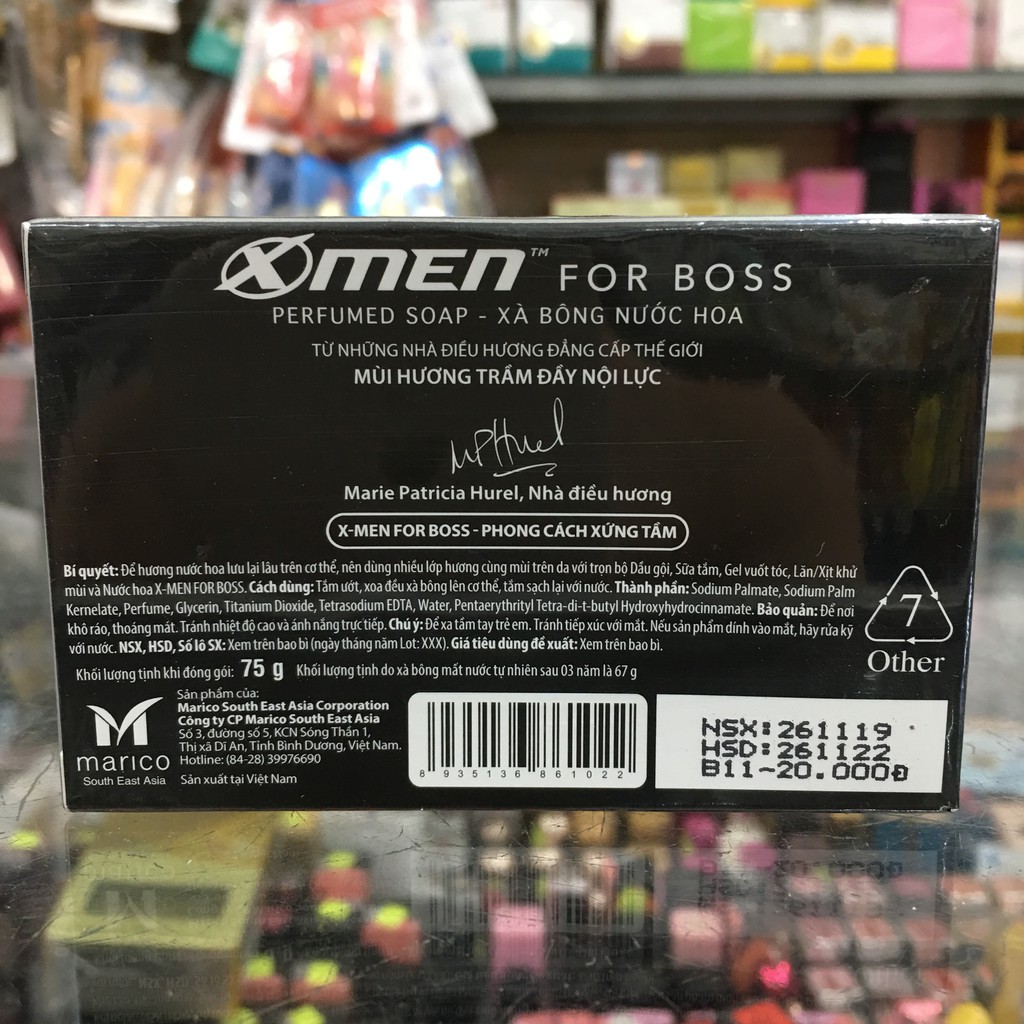 XMEN™ FOR BOSS
PERFUMED SOAP - XÀ BÔNG NƯỚC HOA
TỪ NHỮNG NHÀ ĐIỀU HƯƠNG ĐẲNG CẤP THẾ GIỚI
MÙI HƯƠNG TRẦM ĐẦY NỘI LỰC
MPHurel
Marie Patricia Hurel, Nhà điều hương
X-MEN FOR BOSS - PHONG CÁCH XỨNG TẦM
Bí quyết: Để hương nước hoa lưu lại lâu trên cơ thể, nên dùng nhiều lớp hương cùng mùi trên da với trọn bộ Dầu gội, Sữa tắm, Gel vuốt tóc, Lăn/Xịt khử
mùi và Nước hoa X-MEN FOR BOSS. Cách dùng: Tắm ướt, xoa đều xà bông lên cơ thể, tắm sạch lại với nước. Thành phần: Sodium Palmate, Sodium Palm
Kernelate, Perfume, Glycerin, Titanium Dioxide, Tetrasodium EDTA, Water, Pentaerythrityl Tetra-di-t-butyl Hydroxyhydrocinnamate. Bảo quản: Để nơi
khô ráo, thoáng mát. Tránh nhiệt độ cao và ánh nắng trực tiếp. Chú ý: Để xa tầm tay trẻ em. Tránh tiếp xúc với mắt. Nếu sản phẩm dính vào mắt, hãy rửa kỹ
với nước. NSX, HSD, Số lô SX: Xem trên bao bì (ngày tháng năm Lot: XXX). Giá tiêu dùng đề xuất: Xem trên bao bì.
7
Other
Khối lượng tịnh khi đóng gói: 75 g Khối lượng tịnh do xà bông mất nước tự nhiên sau 03 năm là 67 g
marico
South East Asia
Sản phẩm của:
Marico South East Asia Corporation
Công ty CP Marico South East Asia
Số 3, đường số 5, KCN Sóng Thần 1,
Thị xã Dĩ An, Tỉnh Bình Dương, Việt Nam.
Hotline: (84-28) 39976690
Sản xuất tại Việt Nam
8 935136 861022
NSX:261119
HSD:261122
B11-20.000Đ